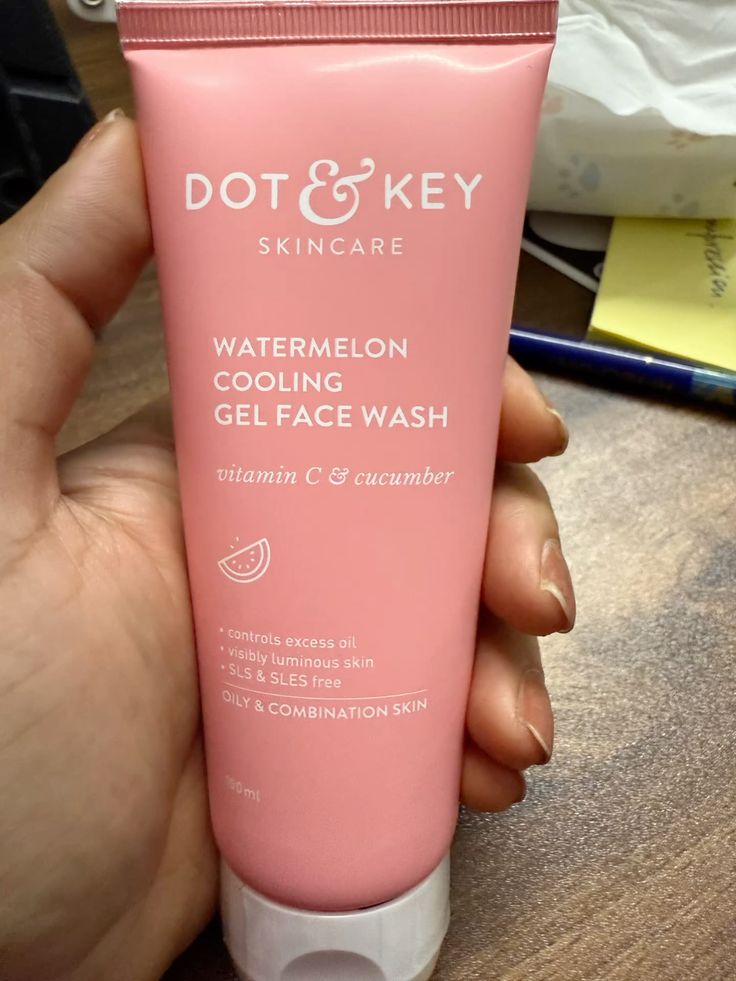 DOT & KEY
SKINCARE
WATERMELON
COOLING
GEL FACE WASH
vitamin C & cucumber
• controls excess oil
• visibly luminous skin
• SLS & SLES free
OILY & COMBINATION SKIN